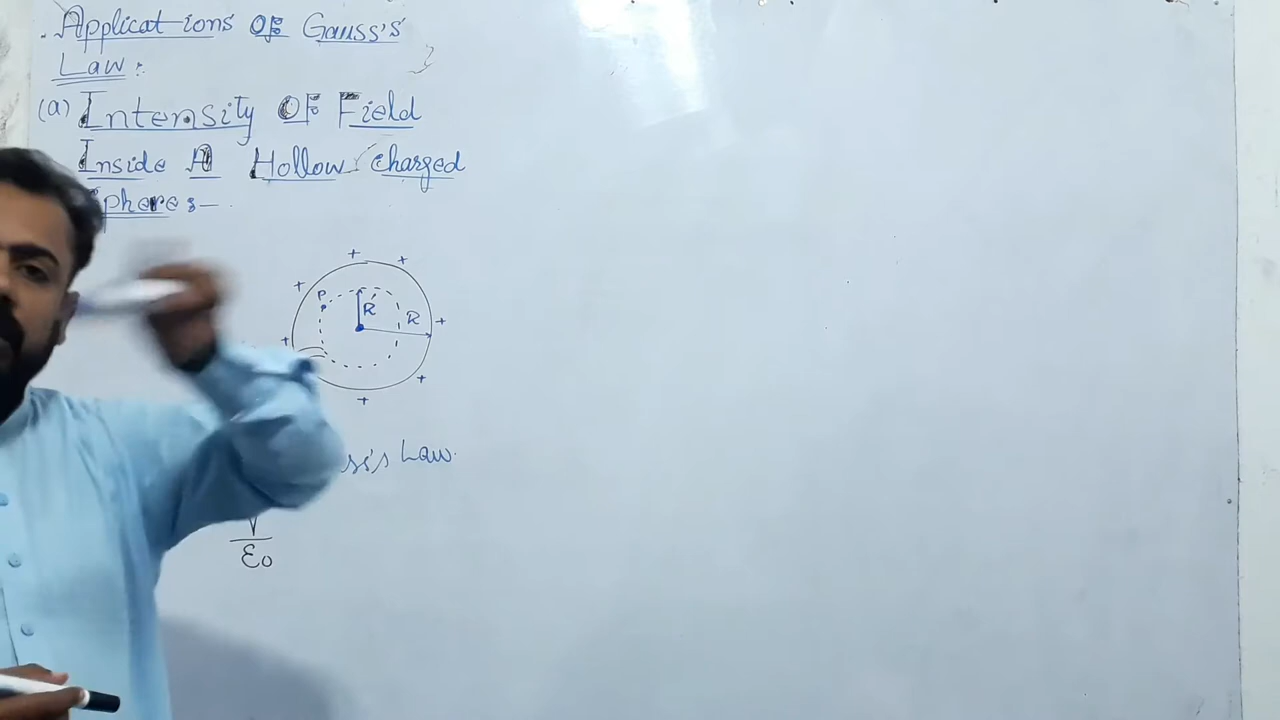 . Applications OF Gauss's
Law :
(a) Intensity OF Field
Inside A Hollow charged
sphere :-
+ +
+
P
R'
R
+
+
+
+
Law.
ε₀